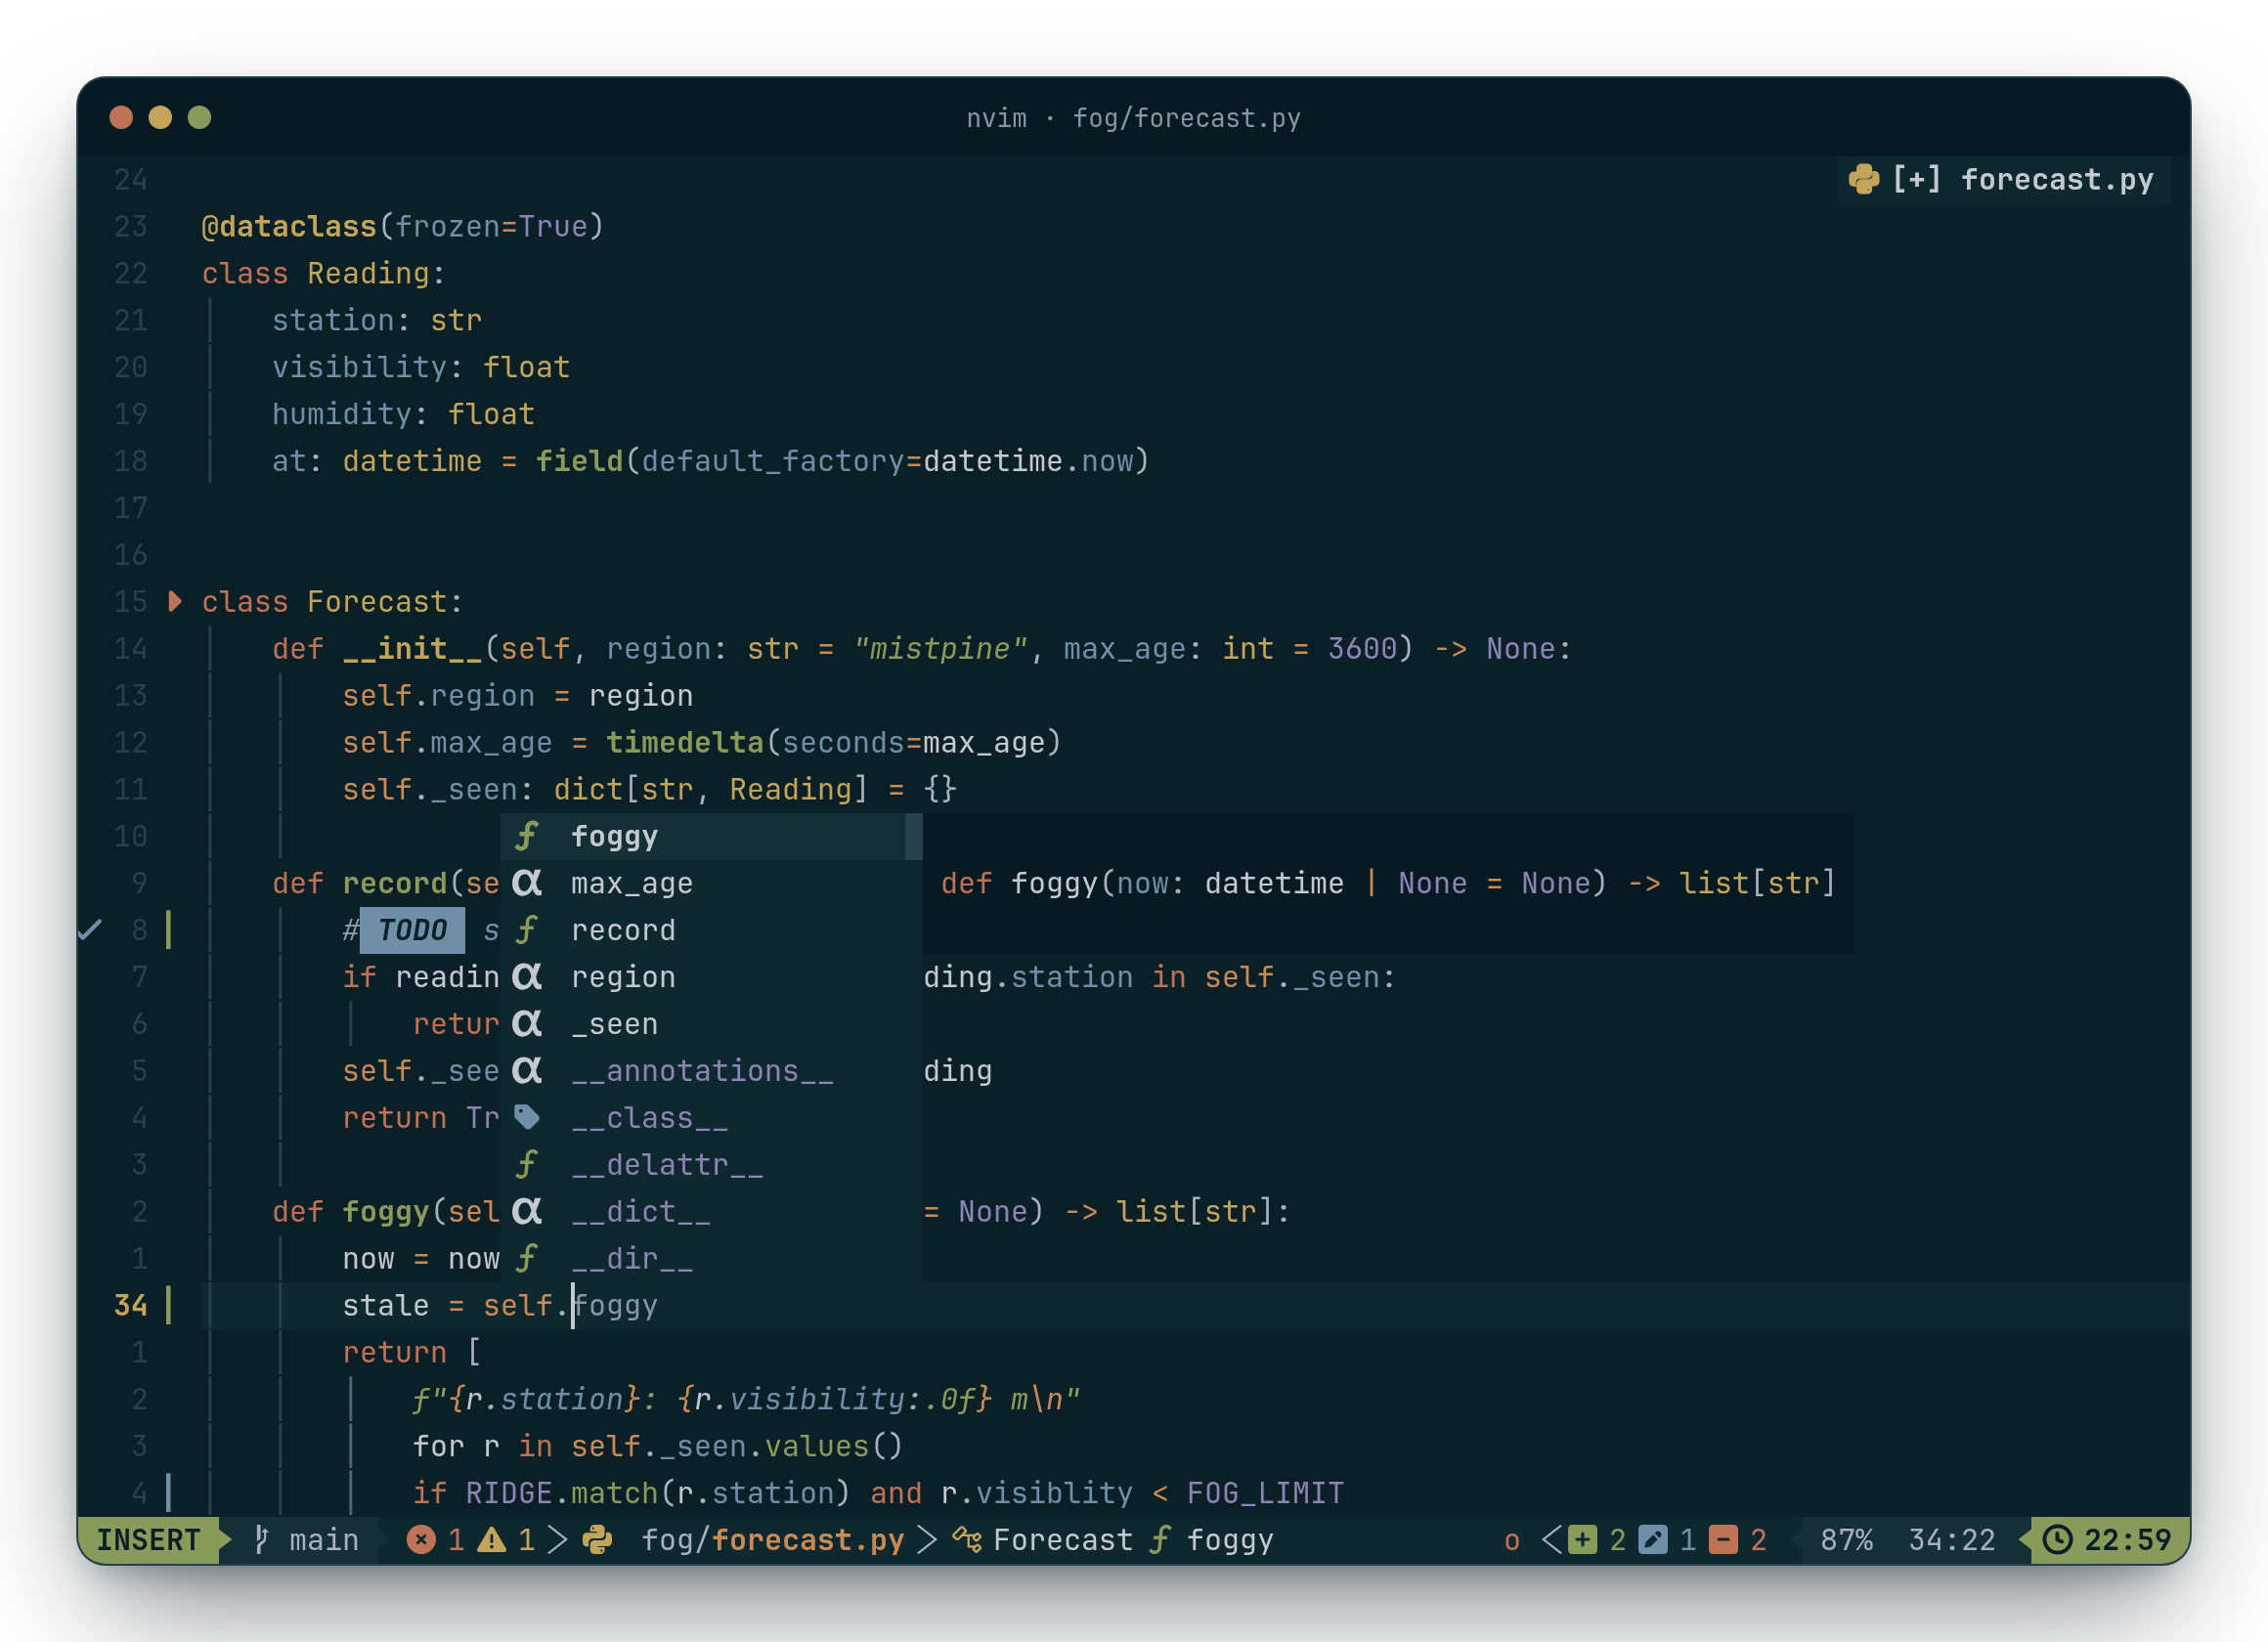 nvim · fog/forecast.py
24 [+] forecast.py
23 @dataclass(frozen=True)
22 class Reading:
21 station: str
20 visibility: float
19 humidity: float
18 at: datetime = field(default_factory=datetime.now)
17
16
15 class Forecast:
14 def __init__(self, region: str = "mistpine", max_age: int = 3600) -> None:
13 self.region = region
12 self.max_age = timedelta(seconds=max_age)
11 self._seen: dict[str, Reading] = {}
10 foggy
9 def record(se max_age def foggy(now: datetime | None = None) -> list[str]
8 # TODO s record
7 if readin region ding.station in self._seen:
6 retur _seen
5 self._see __annotations__ ding
4 return Tr __class__
3 __delattr__
2 def foggy(sel __dict__ = None) -> list[str]:
1 now = now __dir__
34 stale = self.foggy
1 return [
2 f"{r.station}: {r.visibility:.0f} m\n"
3 for r in self._seen.values()
4 if RIDGE.match(r.station) and r.visiblity < FOG_LIMIT
INSERT main 1 1 fog/forecast.py Forecast foggy o 2 1 2 87% 34:22 22:59